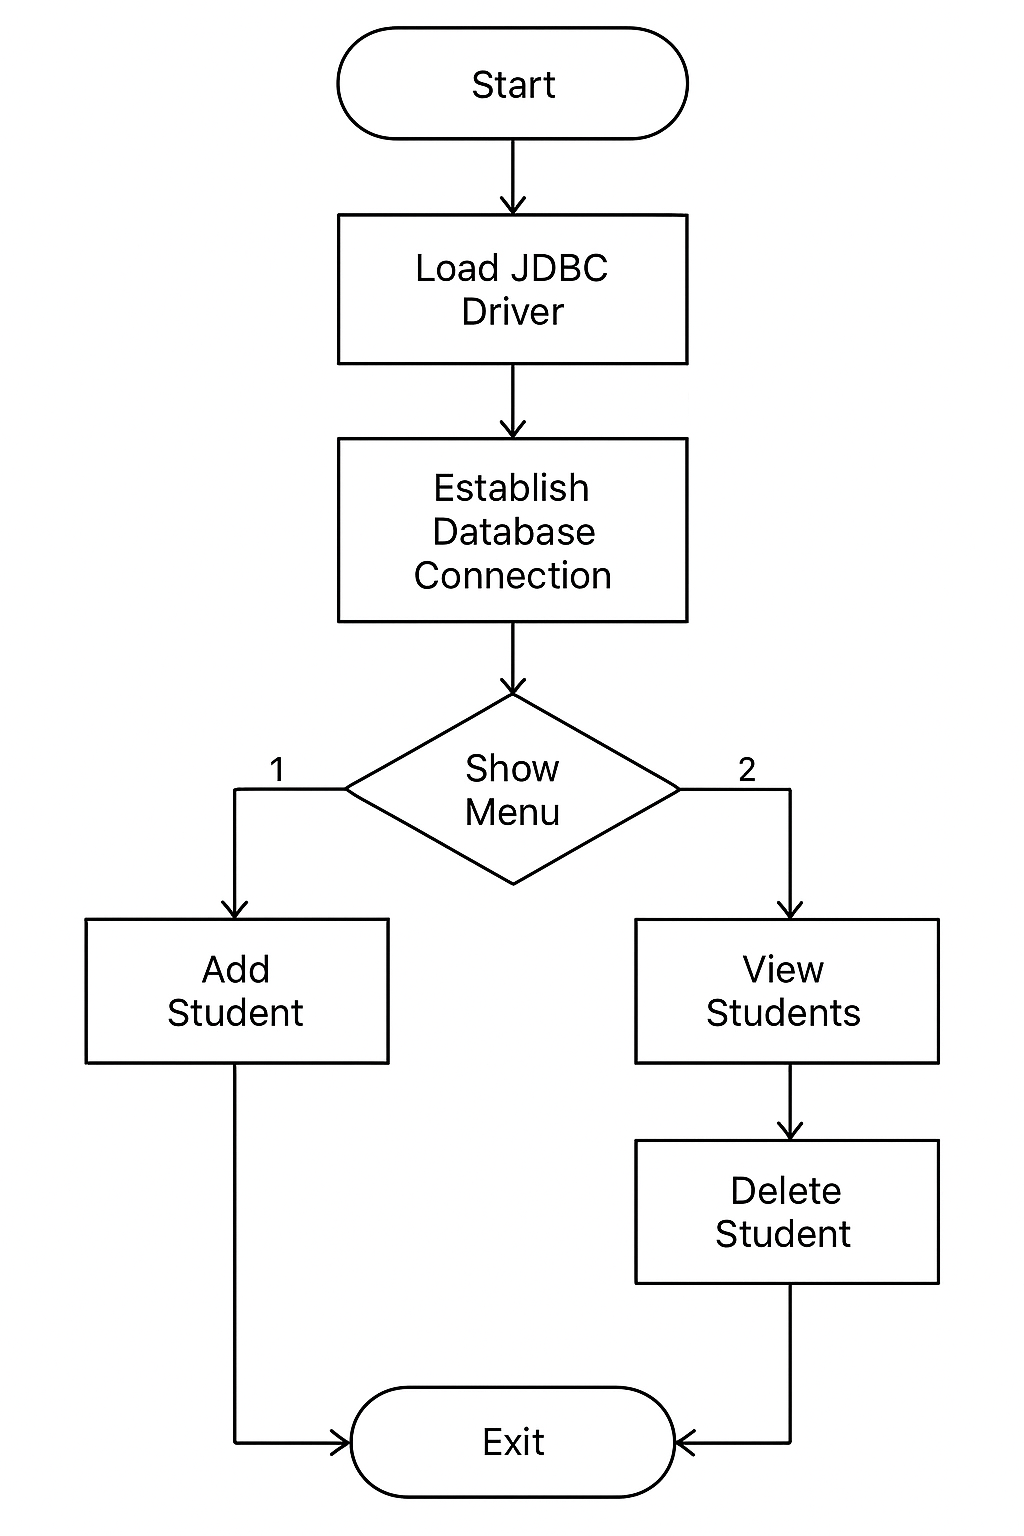 Start
Load JDBC
Driver
Establish
Database
Connection
Show
Menu
1
2
Add
Student
View
Students
Delete
Student
Exit